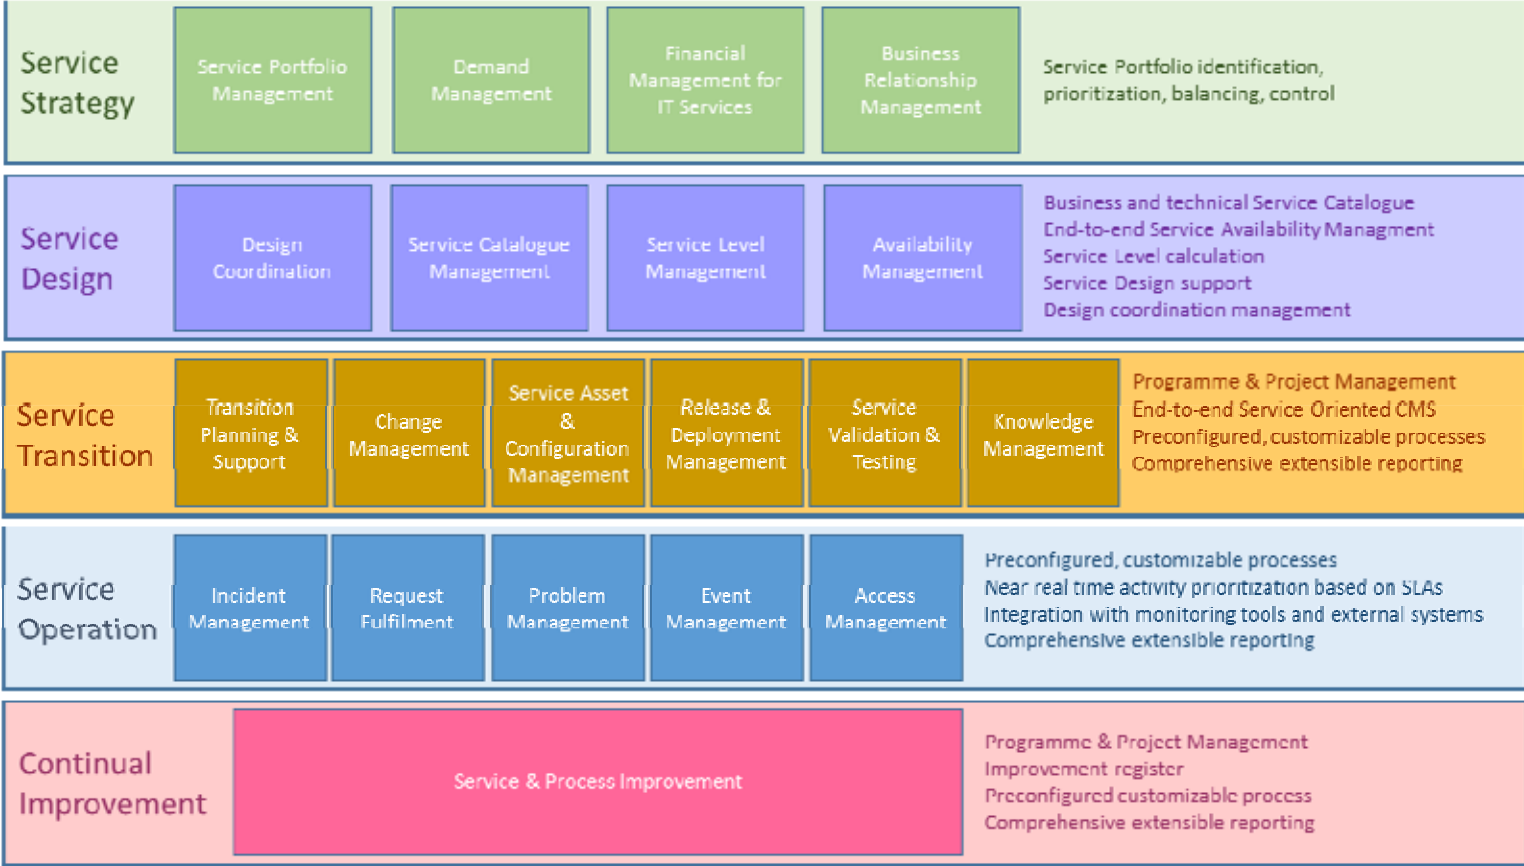 Service
Strategy
Service Portfolio
Management
Demand
Management
Financial
Management for
IT Services
Business
Relationship
Management
Service Portfolio identification,
prioritization, balancing, control
Service
Design
Design
Coordination
Service Catalogue
Management
Service Level
Management
Availability
Management
Business and technical Service Catalogue
End-to-end Service Availability Managment
Service Level calculation
Service Design support
Design coordination management
Service
Transition
Transition
Planning &
Support
Change
Management
Service Asset
&
Configuration
Management
Release &
Deployment
Management
Service
Validation &
Testing
Knowledge
Management
Programme & Project Management
End-to-end Service Oriented CMS
Preconfigured, customizable processes
Comprehensive extensible reporting
Service
Operation
Incident
Management
Request
Fulfilment
Problem
Management
Event
Management
Access
Management
Preconfigured, customizable processes
Near real time activity prioritization based on SLAs
Integration with monitoring tools and external systems
Comprehensive extensible reporting
Continual
Improvement
Service & Process Improvement
Programme & Project Management
Improvement register
Preconfigured customizable process
Comprehensive extensible reporting